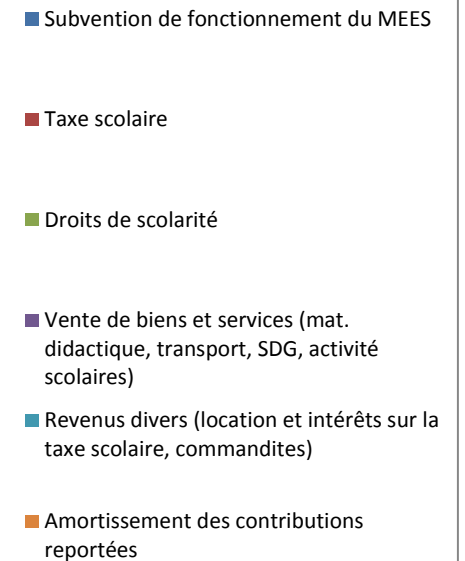 Subvention de fonctionnement du MEES
Taxe scolaire
Droits de scolarité
Vente de biens et services (mat.
didactique, transport, SDG, activité
scolaires)
Revenus divers (location et intérêts sur la
taxe scolaire, commandites)
Amortissement des contributions
reportées